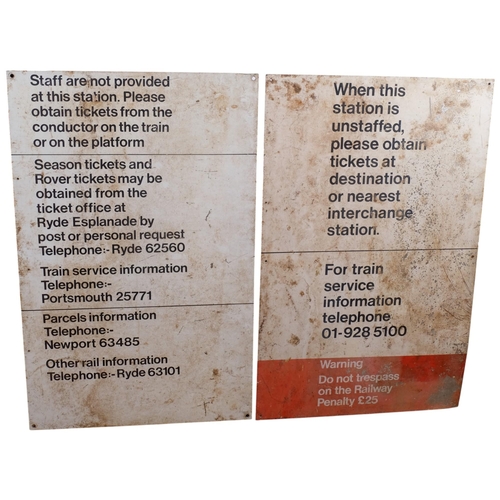 Staff are not provided
at this station. Please
obtain tickets from the
conductor on the train
or on the platform
Season tickets and
Rover tickets may be
obtained from the
ticket office at
Ryde Esplanade by
post or personal request
Telephone:- Ryde 62560
Train service information
Telephone:-
Portsmouth 25771
Parcels information
Telephone:-
Newport 63485
Other rail information
Telephone:- Ryde 63101
When this
station is
unstaffed,
please obtain
tickets at
destination
or nearest
interchange
station.
For train
service
information
telephone
01-928 5100
Warning
Do not trespass
on the Railway
Penalty £25